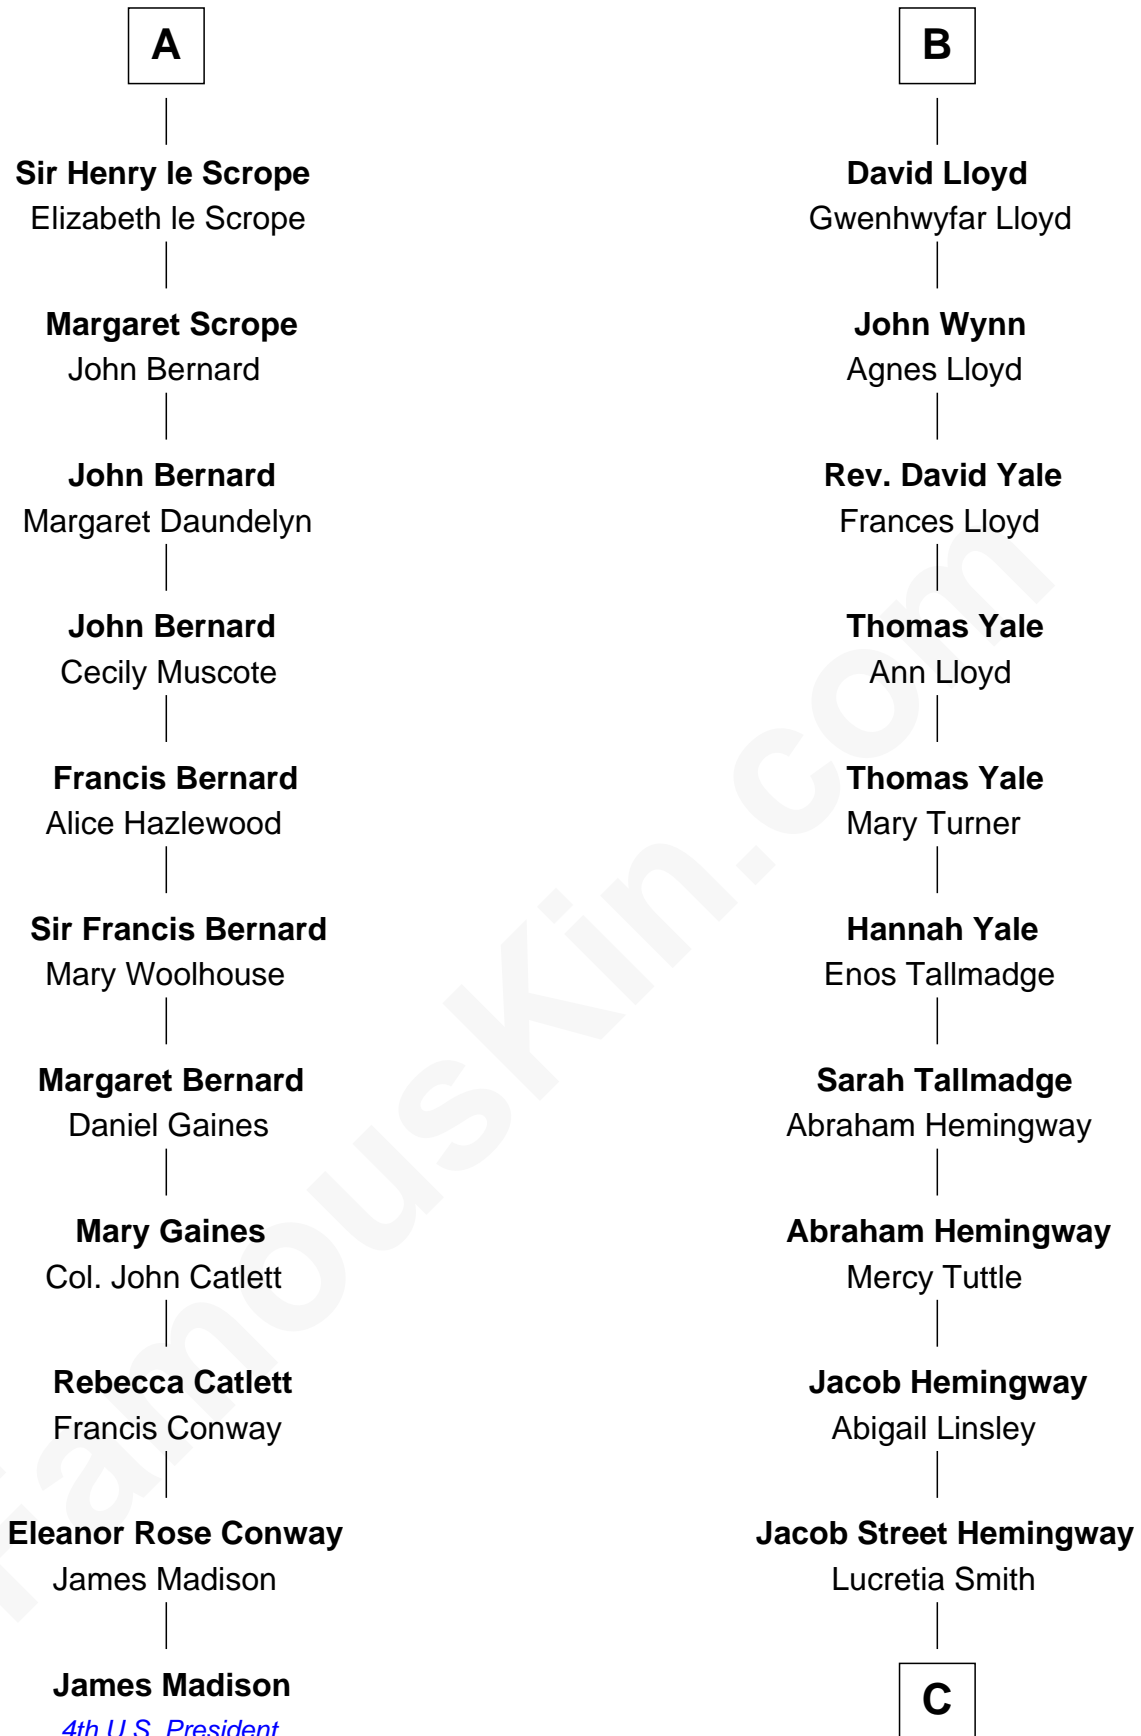 A
Sir Henry le Scrope
Elizabeth le Scrope
Margaret Scrope
John Bernard
John Bernard
Margaret Daundelyn
John Bernard
Cecily Muscote
Francis Bernard
Alice Hazlewood
Sir Francis Bernard
Mary Woolhouse
Margaret Bernard
Daniel Gaines
Mary Gaines
Col. John Catlett
Rebecca Catlett
Francis Conway
Eleanor Rose Conway
James Madison
James Madison
4th U.S. President
B
David Lloyd
Gwenhwyfar Lloyd
John Wynn
Agnes Lloyd
Rev. David Yale
Frances Lloyd
Thomas Yale
Ann Lloyd
Thomas Yale
Mary Turner
Hannah Yale
Enos Tallmadge
Sarah Tallmadge
Abraham Hemingway
Abraham Hemingway
Mercy Tuttle
Jacob Hemingway
Abigail Linsley
Jacob Street Hemingway
Lucretia Smith
C
FamousKin.com